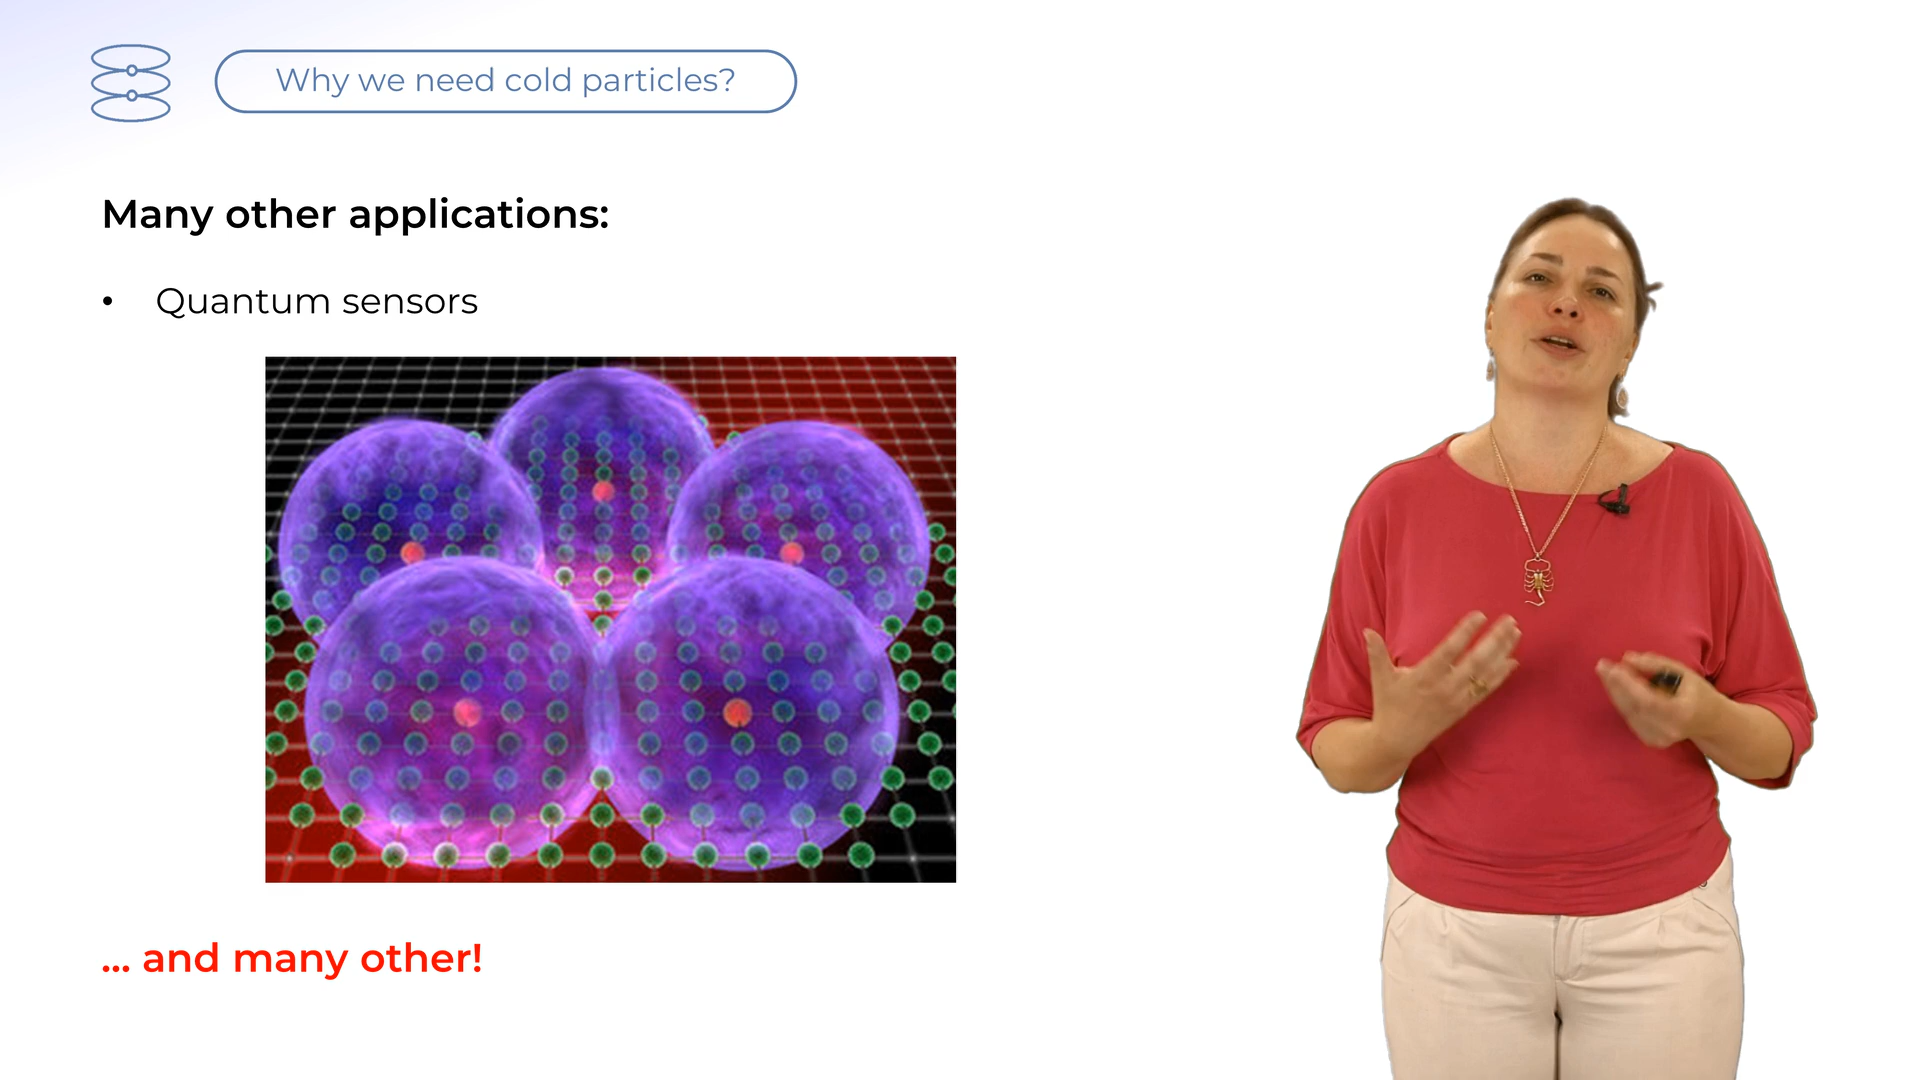 Why we need cold particles?
Many other applications:
• Quantum sensors
... and many other!